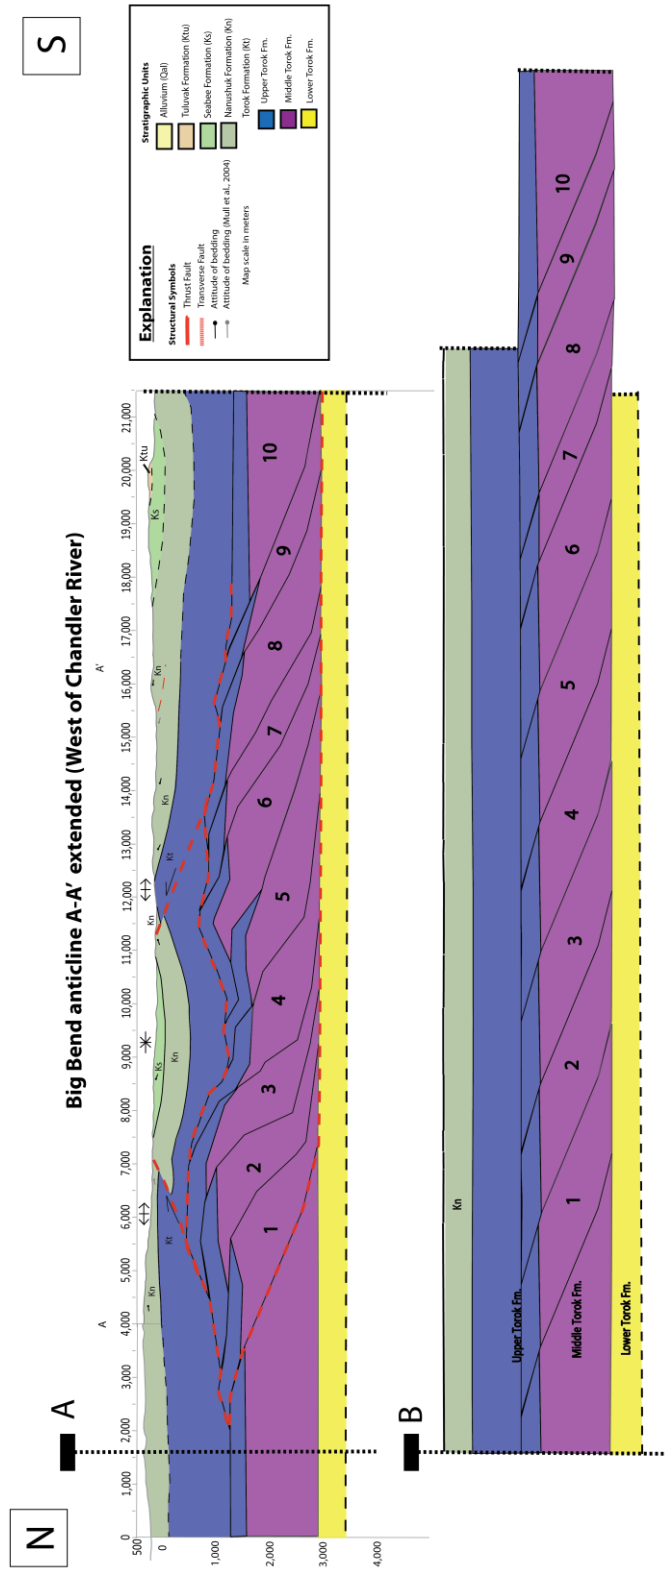 N
S
Big Bend anticline A-A' extended (West of Chandler River)
A
A
A'
0
1,000
2,000
3,000
4,000
5,000
6,000
7,000
8,000
9,000
10,000
11,000
12,000
13,000
14,000
15,000
16,000
17,000
18,000
19,000
20,000
21,000
500
0
1,000
2,000
3,000
4,000
Kn
Kt
Ks
Kn
Kn
Kt
Kn
Kn
Ks
Ktu
1
2
3
4
5
6
7
8
9
10
Explanation
Structural Symbols
Thrust Fault
Transverse Fault
Attitude of bedding
Attitude of bedding (Mull et al., 2004)
Map scale in meters
Stratigraphic Units
Alluvium (Qal)
Tuluvak Formation (Ktu)
Seabee Formation (Ks)
Nanushuk Formation (Kn)
Torok Formation (Kt)
Upper Torok Fm.
Middle Torok Fm.
Lower Torok Fm.
B
Kn
Upper Torok Fm.
Middle Torok Fm.
Lower Torok Fm.
1
2
3
4
5
6
7
8
9
10